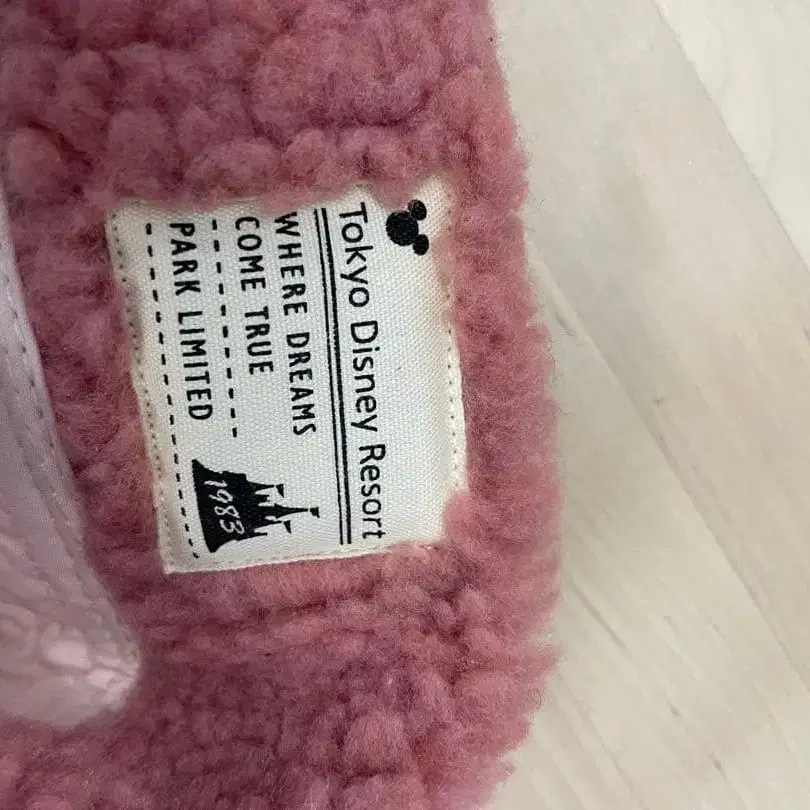 Tokyo Disney Resort
WHERE DREAMS
COME TRUE
PARK LIMITED
1983